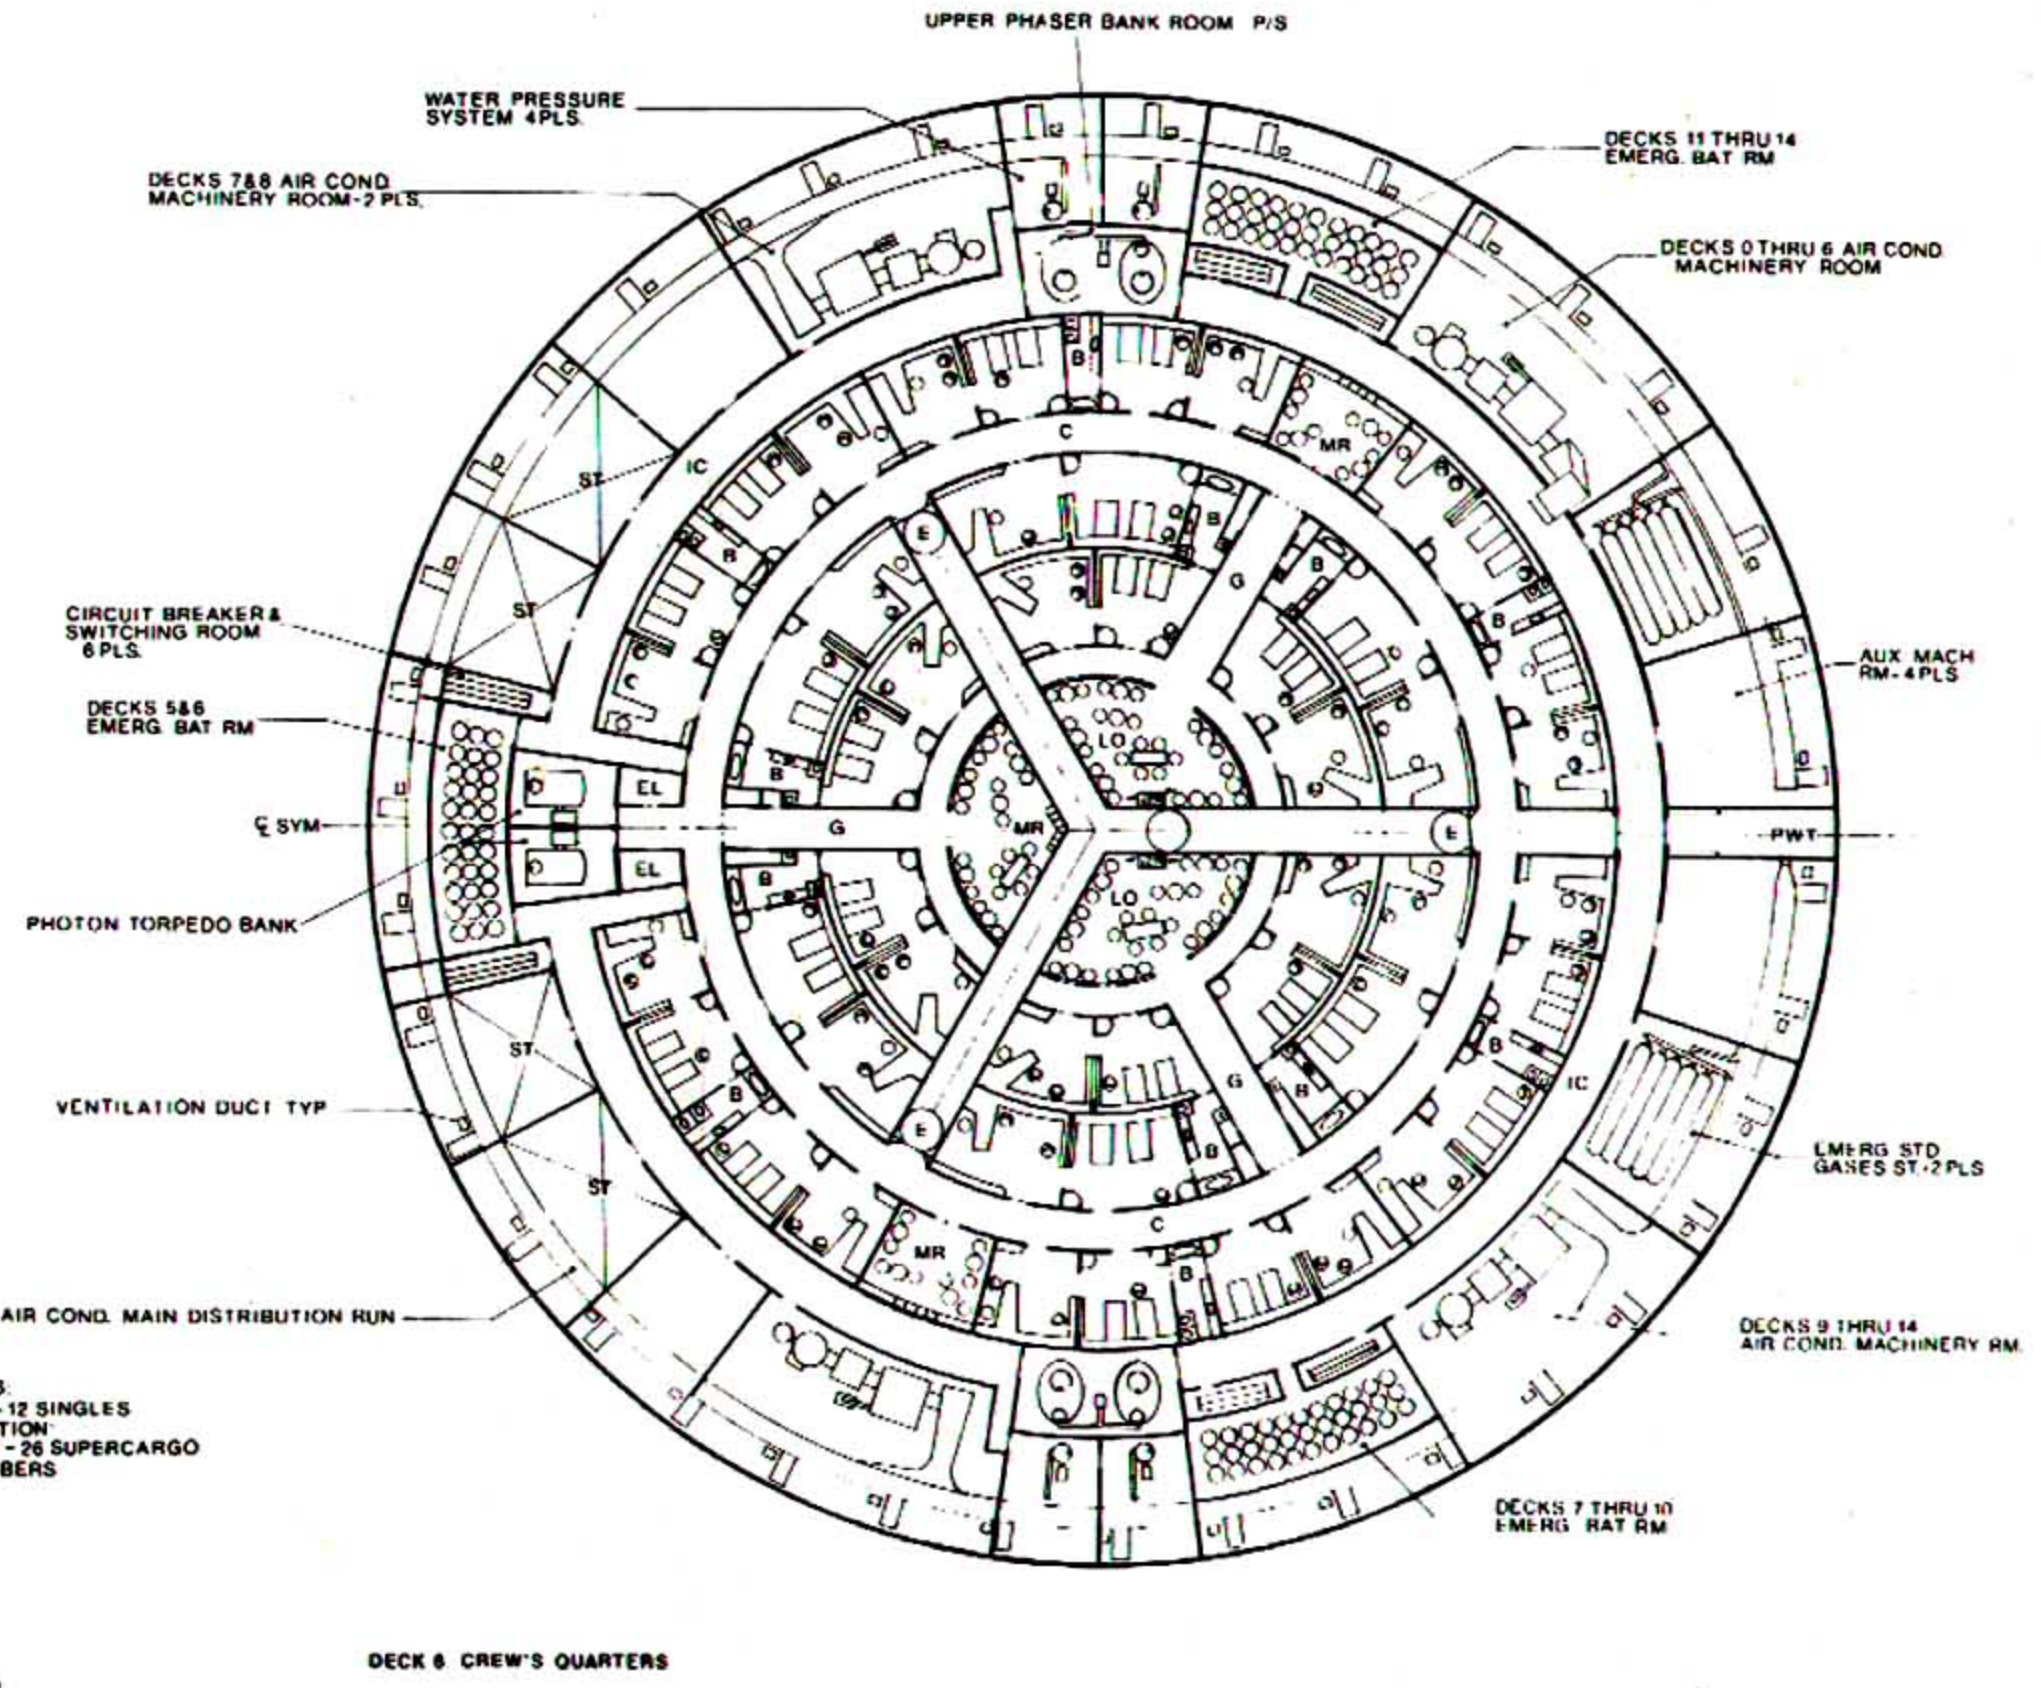 UPPER PHASER BANK ROOM P/S
WATER PRESSURE
SYSTEM 4PLS.
DECKS 11 THRU 14
EMERG. BAT RM
DECKS 7&8 AIR COND.
MACHINERY ROOM-2 PLS.
DECKS 0 THRU 6 AIR COND
MACHINERY ROOM
B
C
MR
IC
ST
E
B
B
B
G
ST
B
CIRCUIT BREAKER &
SWITCHING ROOM
6 PLS.
AUX MACH
RM-4PLS
DECKS 5&6
EMERG BAT RM
LO
B
EL
℄ SYM
G
MR
E
PWT
EL
B
LO
PHOTON TORPEDO BANK
ST
B
IC
B
G
B
VENTILATION DUCT TYP
E
B
EMERG STD
GASES ST.-2PLS
ST
C
MR
B
AIR COND. MAIN DISTRIBUTION RUN
DECKS 9 THRU 14
AIR COND. MACHINERY RM.
S:
- 12 SINGLES
TION
- 26 SUPERCARGO
BERS
DECKS 7 THRU 10
EMERG BAT RM
DECK 6 CREW'S QUARTERS